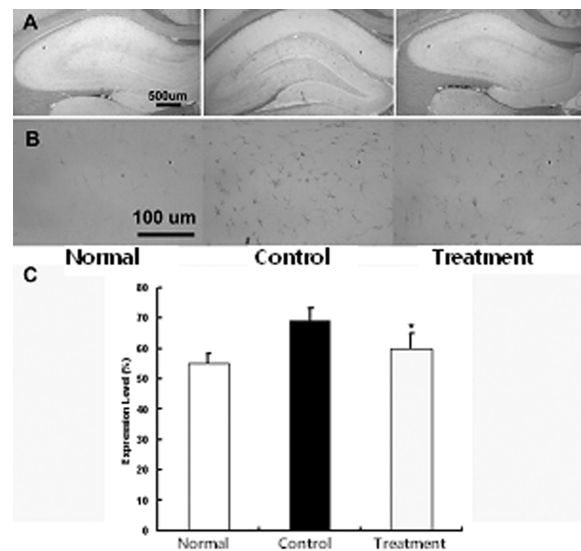 A
500um
B
100 um
Normal Control Treatment
C
80
70
60
50
40
30
20
10
0
Expression Level (%)
*
Normal Control Treatment